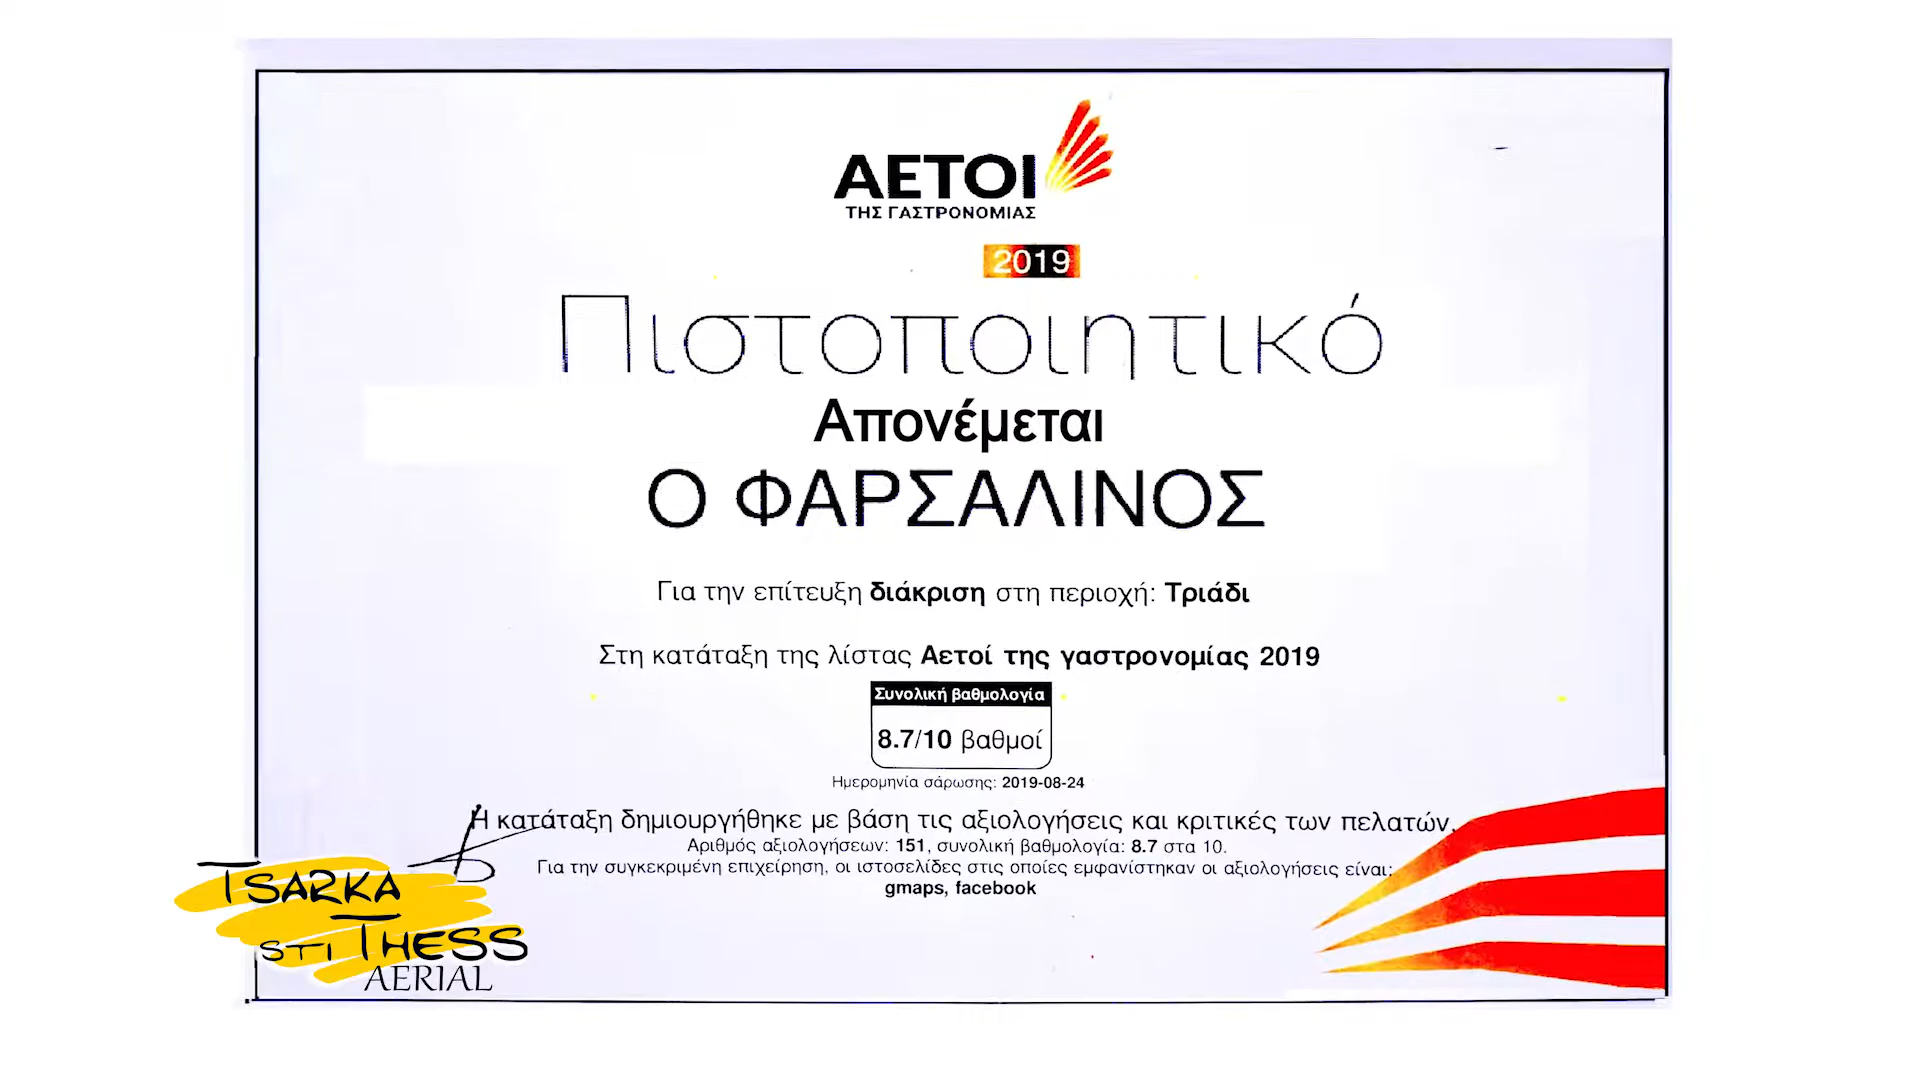 ΑΕΤΟΙ
ΤΗΣ ΓΑΣΤΡΟΝΟΜΙΑΣ
2019
Πιστοποιητικό
Απονέμεται
Ο ΦΑΡΣΑΛΙΝΟΣ
Για την επίτευξη διάκριση στη περιοχή: Τριάδι
Στη κατάταξη της λίστας Αετοί της γαστρονομίας 2019
Συνολική βαθμολογία
8.7/10 βαθμοί
Ημερομηνία σάρωσης: 2019-08-24
Η κατάταξη δημιουργήθηκε με βάση τις αξιολογήσεις και κριτικές των πελατών.
Αριθμός αξιολογήσεων: 151, συνολική βαθμολογία: 8.7 στα 10.
Για την συγκεκριμένη επιχείρηση, οι ιστοσελίδες στις οποίες εμφανίστηκαν οι αξιολογήσεις είναι:
gmaps, facebook
TSARKA
STI THESS
AERIAL